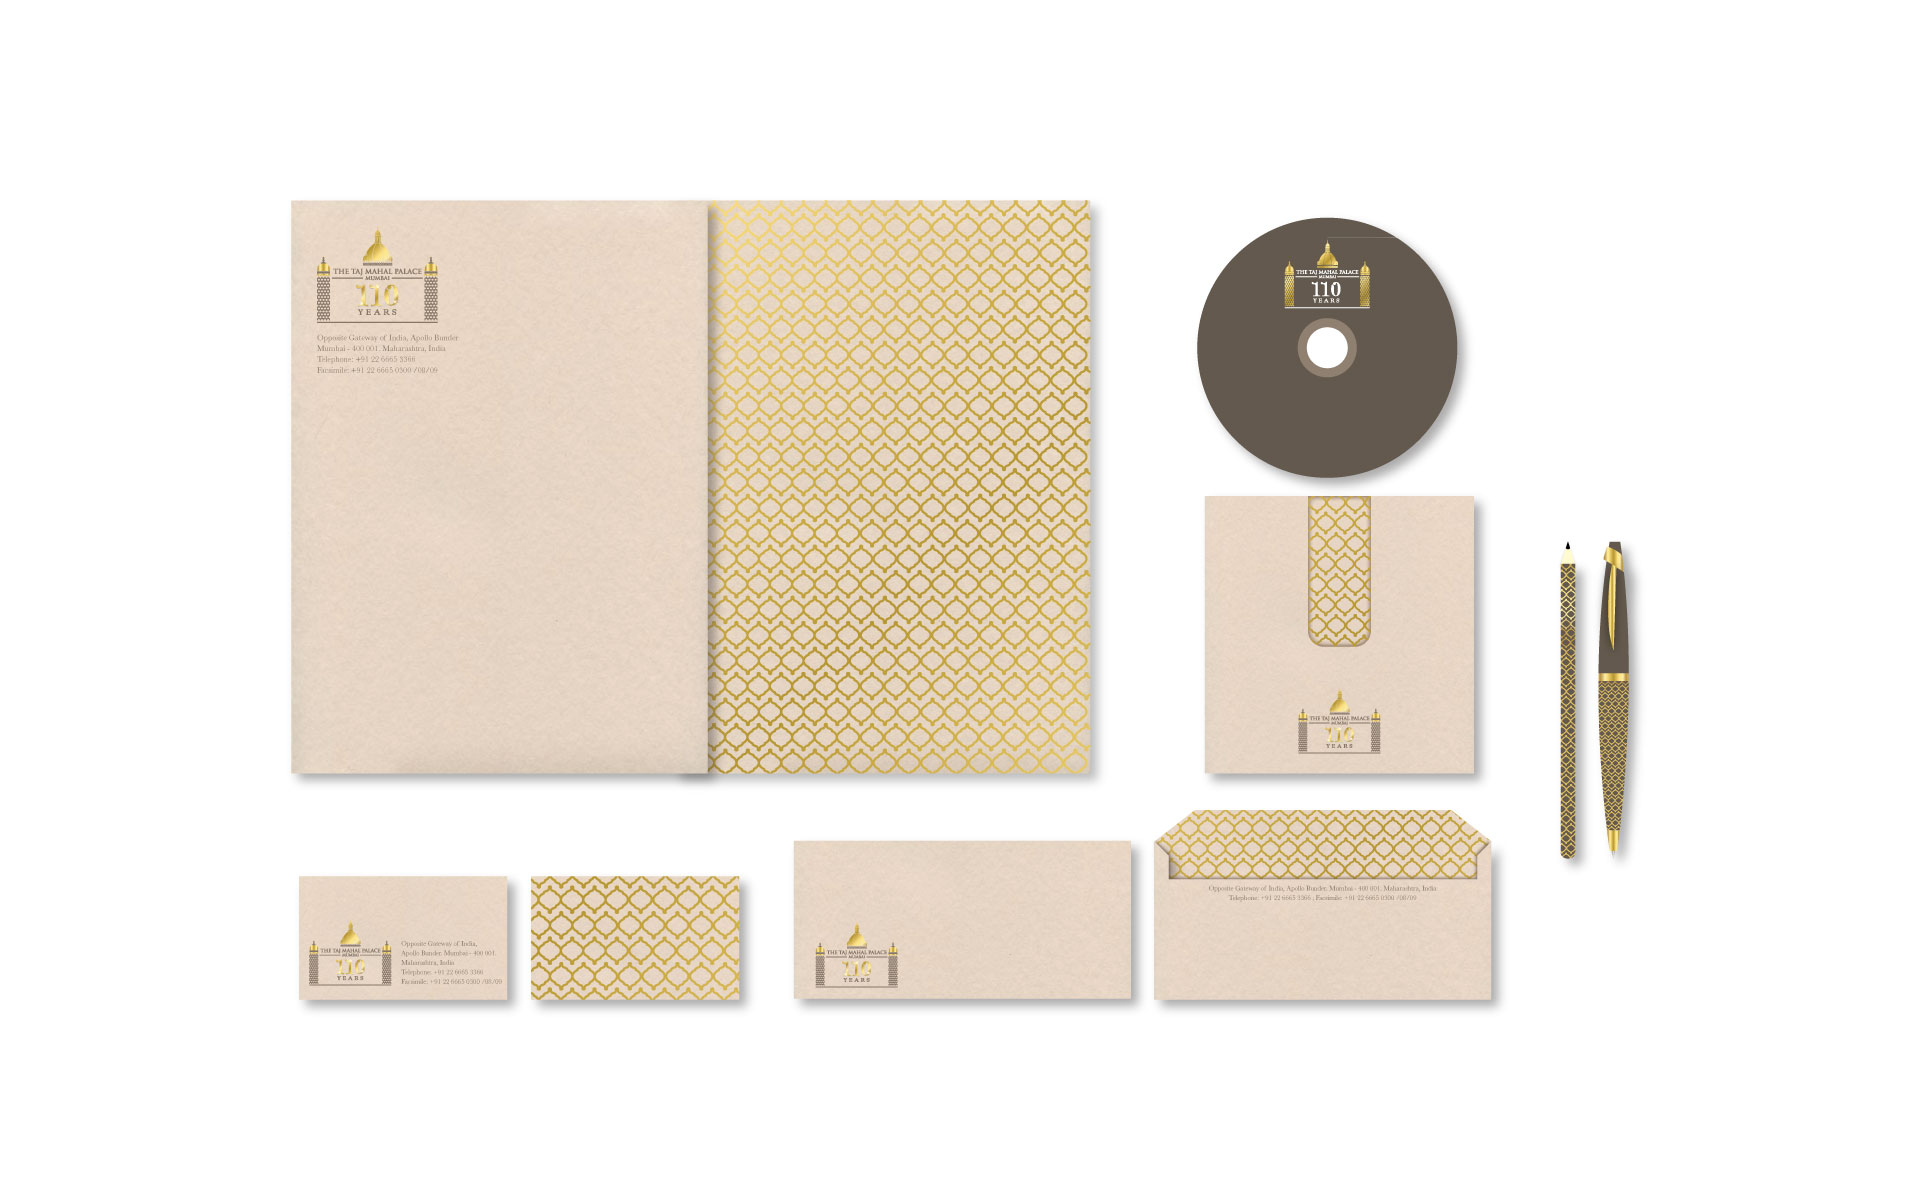 THE TAJ MAHAL PALACE
MUMBAI
110
YEARS
Opposite Gateway of India, Apollo Bunder
Mumbai - 400 001. Maharashtra, India
Telephone: +91 22 6665 3366
Facsimile: +91 22 6665 0300 /08/09
THE TAJ MAHAL PALACE
MUMBAI
110
YEARS
THE TAJ MAHAL PALACE
MUMBAI
110
YEARS
THE TAJ MAHAL PALACE
MUMBAI
110
YEARS
Opposite Gateway of India,
Apollo Bunder. Mumbai - 400 001.
Maharashtra, India
Telephone: +91 22 6665 3366
Facsimile: +91 22 6665 0300 /08/09
THE TAJ MAHAL PALACE
MUMBAI
110
YEARS
Opposite Gateway of India, Apollo Bunder. Mumbai - 400 001. Maharashtra, India
Telephone: +91 22 6665 3366 , Facsimile: +91 22 6665 0300 /08/09